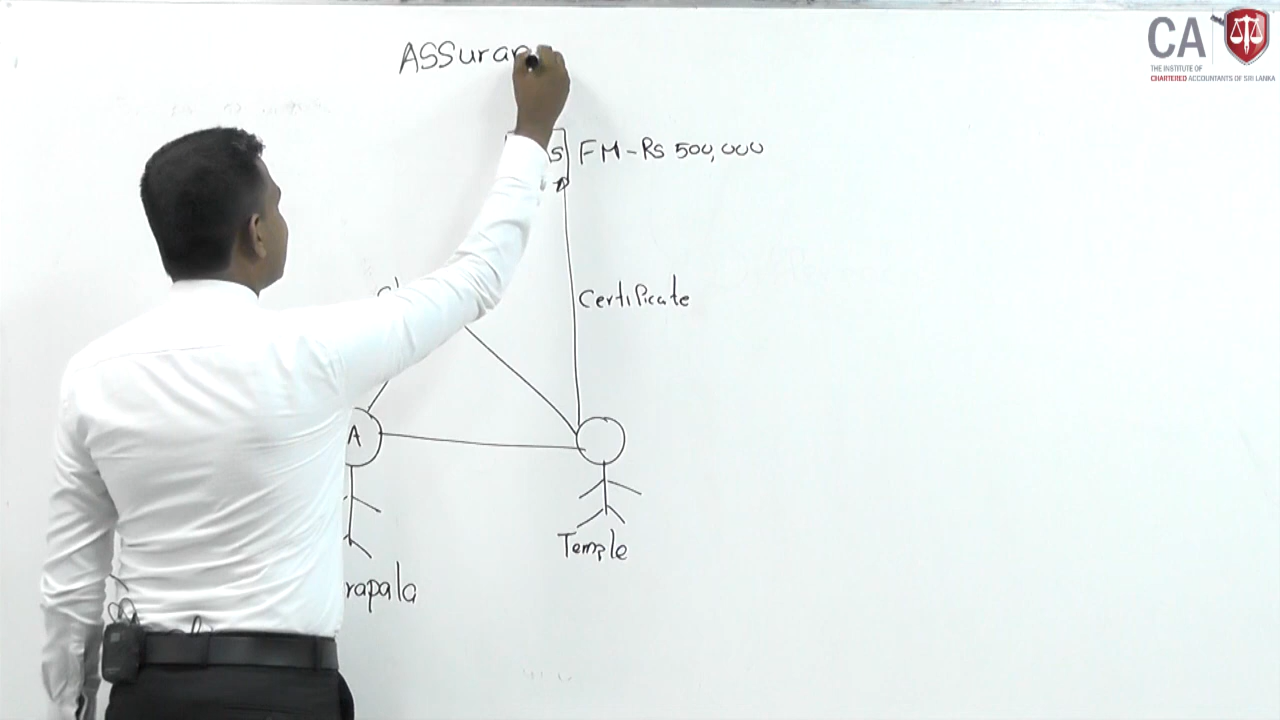 CA
THE INSTITUTE OF
CHARTERED ACCOUNTANTS OF SRI LANKA
ASSuran
S FM-Rs 500,000
Certificate
A
Temple
rapala